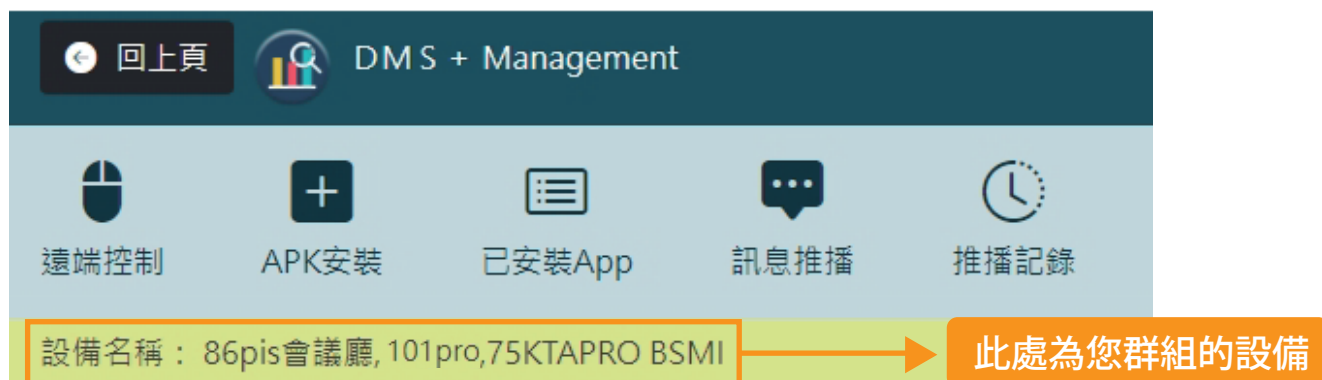 回上頁 DMS + Management
遠端控制 APK安裝 已安裝App 訊息推播 推播記錄
設備名稱： 86pis會議廳, 101pro,75KTAPRO BSMI 此處為您群組的設備